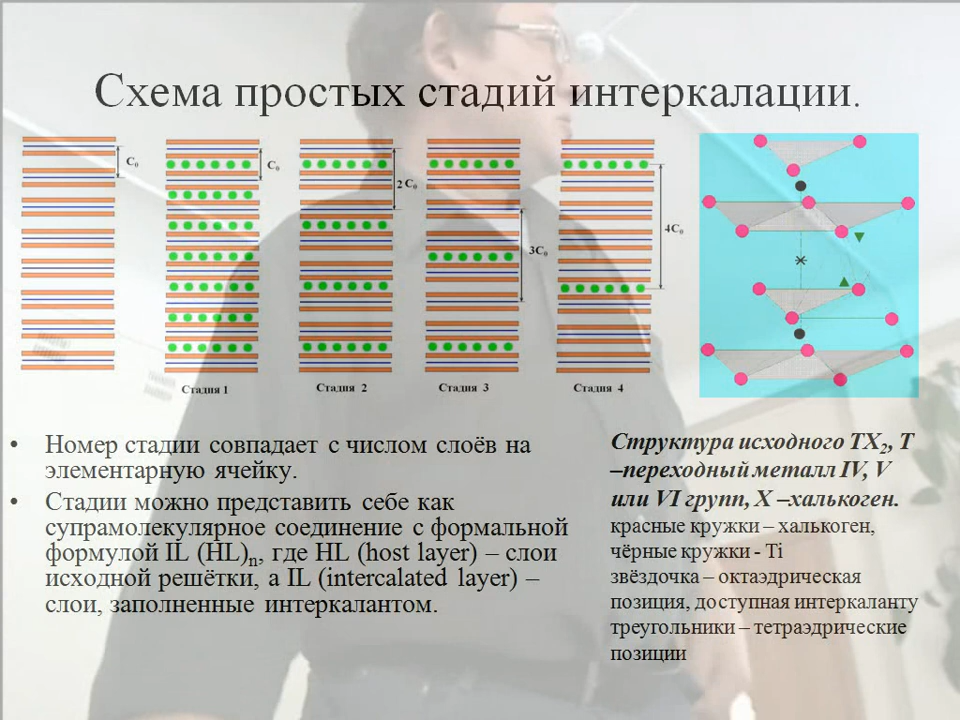 Схема простых стадий интеркалации.
C₀
C₀
2 C₀
3C₀
4C₀
Стадия 1
Стадия 2
Стадия 3
Стадия 4
• Номер стадии совпадает с числом слоёв на
элементарную ячейку.
• Стадии можно представить себе как
супрамолекулярное соединение с формальной
формулой IL (HL)ₙ, где HL (host layer) – слои
исходной решётки, а IL (intercalated layer) –
слои, заполненные интеркалантом.
Структура исходного TX₂, T
–переходный металл IV, V
или VI групп, X –халькоген.
красные кружки – халькоген,
чёрные кружки - Ti
звёздочка – октаэдрическая
позиция, доступная интеркаланту
треугольники – тетраэдрические
позиции